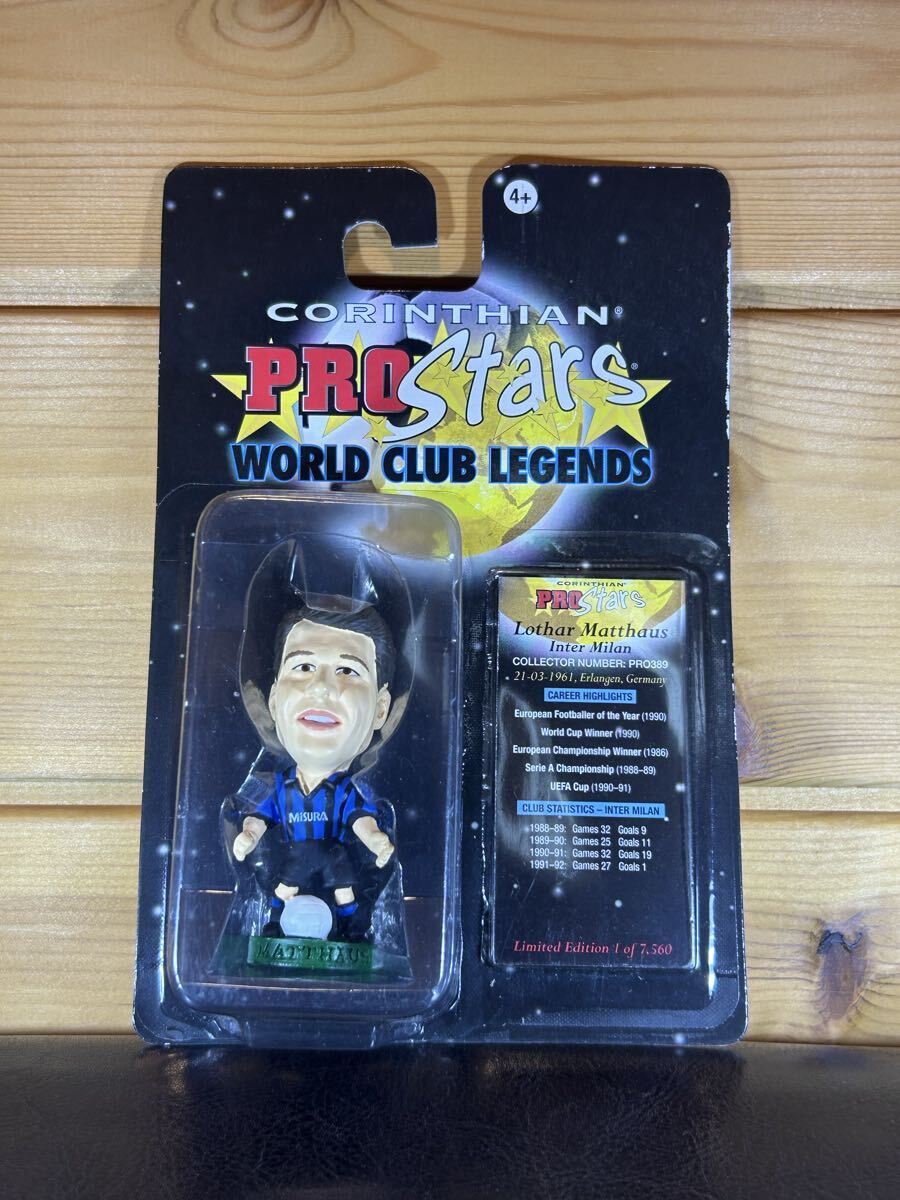 4+
CORINTHIAN®
PROStars®
WORLD CLUB LEGENDS
MiSURA
MATTHAUS
CORINTHIAN®
PROStars
Lothar Matthaus
Inter Milan
COLLECTOR NUMBER: PRO389
21-03-1961, Erlangen, Germany
CAREER HIGHLIGHTS
European Footballer of the Year (1990)
World Cup Winner (1990)
European Championship Winner (1986)
Serie A Championship (1988–89)
UEFA Cup (1990–91)
CLUB STATISTICS – INTER MILAN
1988–89: Games 32 Goals 9
1989–90: Games 25 Goals 11
1990–91: Games 32 Goals 19
1991–92: Games 27 Goals 1
Limited Edition 1 of 7,560